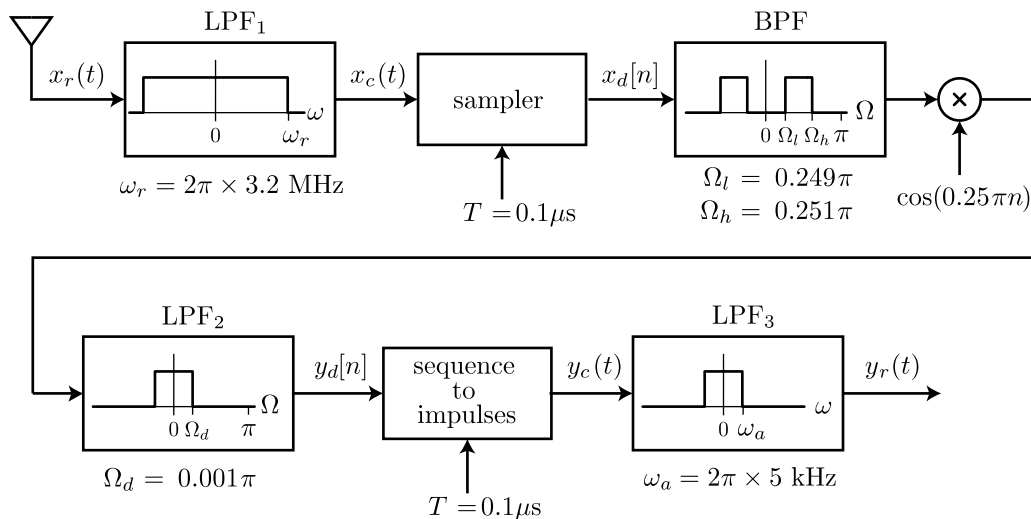 LPF₁
BPF
x_r(t)
x_c(t)
x_d[n]
sampler
0
ω_r
ω
0
Ω_l
Ω_h
π
Ω
×
ω_r = 2π × 3.2 MHz
T = 0.1μs
Ω_l = 0.249π
Ω_h = 0.251π
cos(0.25πn)
LPF₂
LPF₃
y_d[n]
sequence
to
impulses
y_c(t)
y_r(t)
0
Ω_d
π
Ω
0
ω_a
ω
Ω_d = 0.001π
T = 0.1μs
ω_a = 2π × 5 kHz